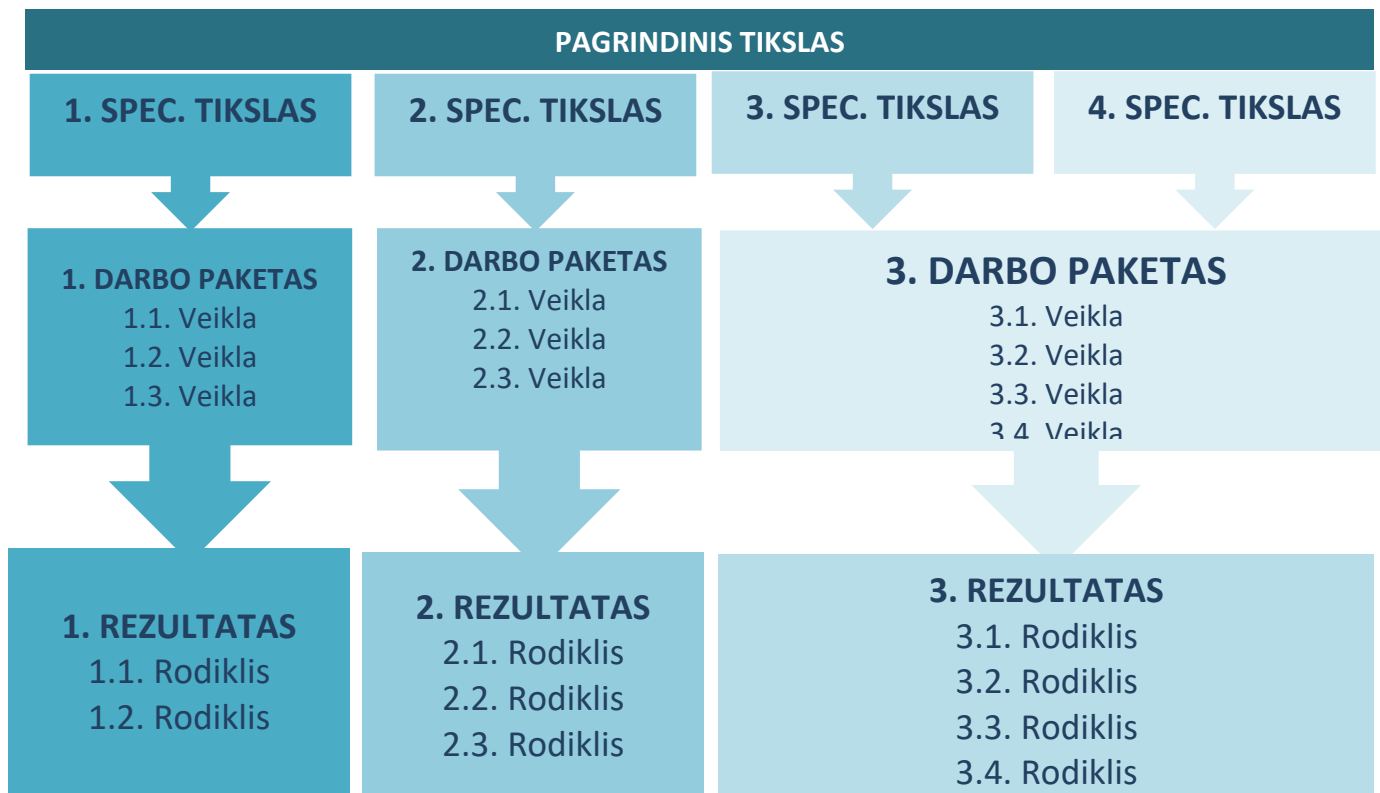 PAGRINDINIS TIKSLAS
1. SPEC. TIKSLAS
2. SPEC. TIKSLAS
3. SPEC. TIKSLAS
4. SPEC. TIKSLAS
1. DARBO PAKETAS
1.1. Veikla
1.2. Veikla
1.3. Veikla
2. DARBO PAKETAS
2.1. Veikla
2.2. Veikla
2.3. Veikla
3. DARBO PAKETAS
3.1. Veikla
3.2. Veikla
3.3. Veikla
3.4. Veikla
1. REZULTATAS
1.1. Rodiklis
1.2. Rodiklis
2. REZULTATAS
2.1. Rodiklis
2.2. Rodiklis
2.3. Rodiklis
3. REZULTATAS
3.1. Rodiklis
3.2. Rodiklis
3.3. Rodiklis
3.4. Rodiklis